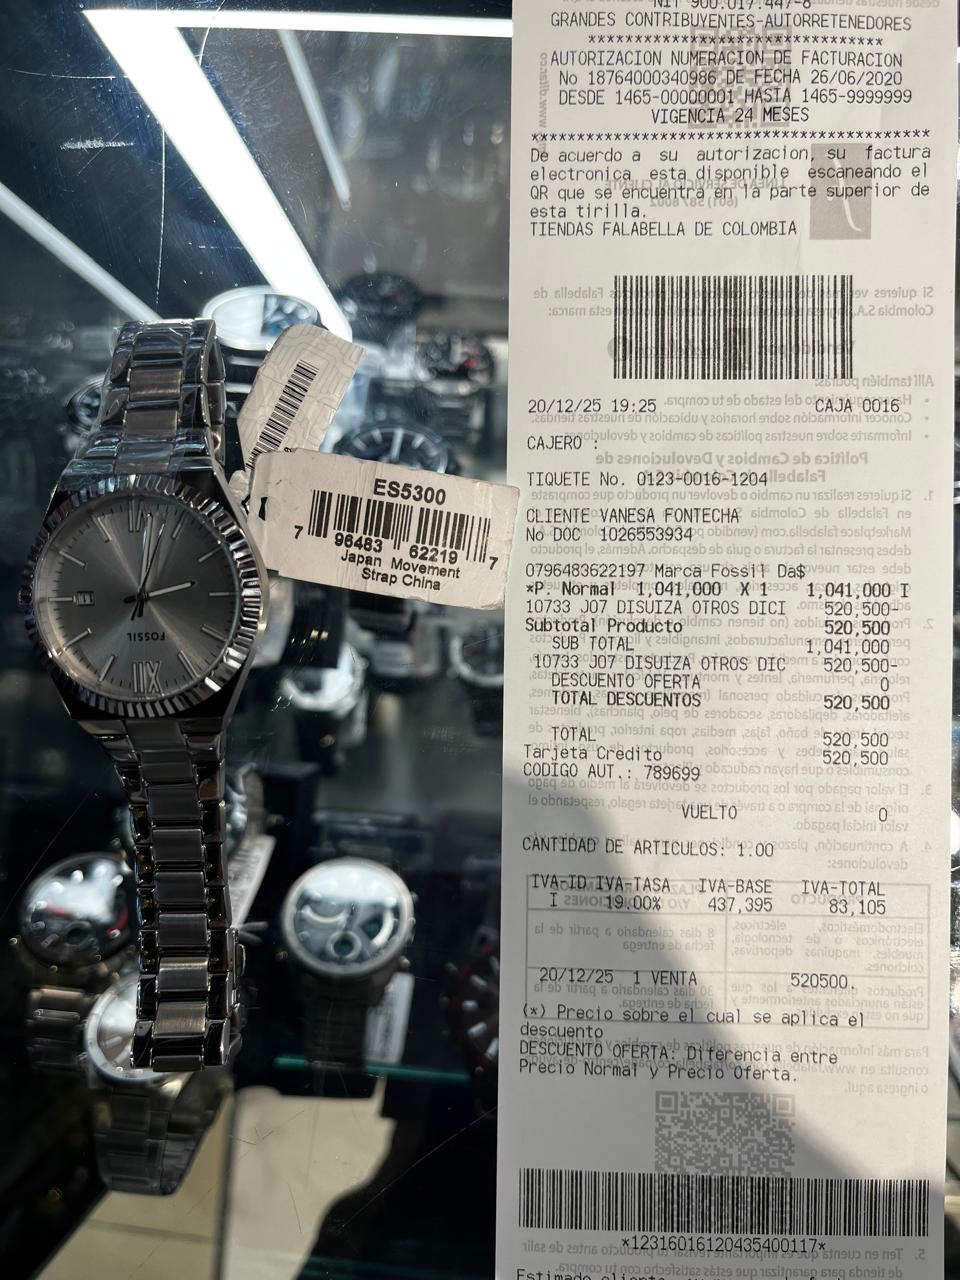 NIT 900.017.447-8
GRANDES CONTRIBUYENTES-AUTORRETENEDORES
**********************************
AUTORIZACION NUMERACION DE FACTURACION
No 18764000340986 DE FECHA 26/06/2020
DESDE 1465-00000001 HASTA 1465-9999999
VIGENCIA 24 MESES
**********************************************
De acuerdo a su autorizacion, su factura
electronica esta disponible escaneando el
QR que se encuentra en la parte superior de
esta tirilla.
TIENDAS FALABELLA DE COLOMBIA
20/12/25 19:25 CAJA 0016
CAJERO :
TIQUETE No. 0123-0016-1204
CLIENTE VANESA FONTECHA
No DOC 1026553934
0796483622197 Marca Fossil Da$
*P. Normal 1,041,000 X 1 1,041,000 I
10733 J07 DISUIZA OTROS DICI 520,500-
Subtotal Producto 520,500
SUB TOTAL 1,041,000
10733 J07 DISUIZA OTROS DIC 520,500-
DESCUENTO OFERTA 0
TOTAL DESCUENTOS 520,500
TOTAL 520,500
Tarjeta Credito 520,500
CODIGO AUT.: 789699
VUELTO 0
CANTIDAD DE ARTICULOS: 1.00
IVA-ID IVA-TASA IVA-BASE IVA-TOTAL
I 19.00% 437,395 83,105
20/12/25 1 VENTA 520500.
(*) Precio sobre el cual se aplica el
descuento
DESCUENTO OFERTA: Diferencia entre
Precio Normal y Precio Oferta.
*12316016120435400117*
ES5300
7 96483 62219 7
Japan Movement
Strap China
FOSSIL